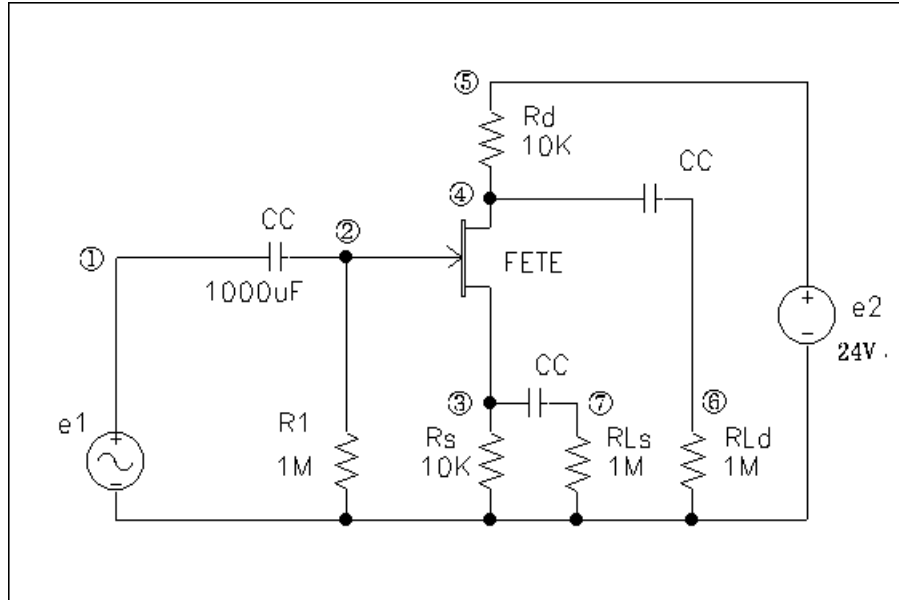 ⑤
Rd
10K
CC
④
CC
②
①
FETE
1000uF
e2
24V .
CC
③
⑦
⑥
e1
R1
1M
Rs
10K
RLs
1M
RLd
1M